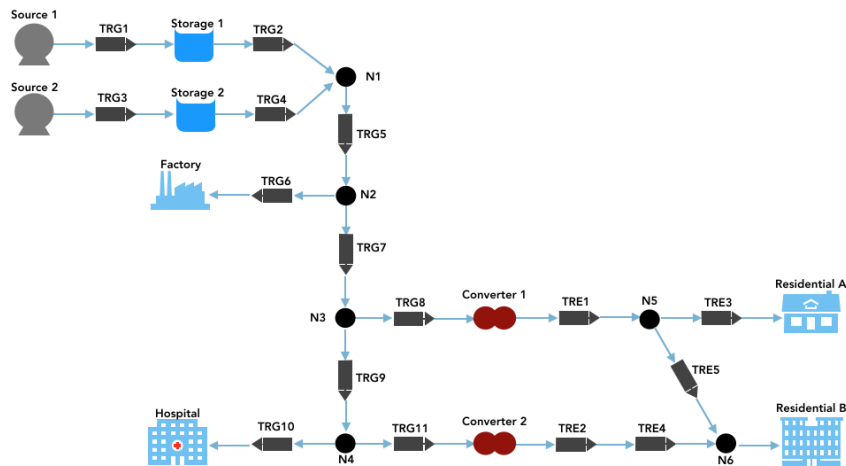 Source 1
TRG1
Storage 1
TRG2
N1
Source 2
TRG3
Storage 2
TRG4
TRG5
Factory
TRG6
N2
TRG7
N3
TRG8
Converter 1
TRE1
N5
TRE3
Residential A
TRG9
TRE5
Hospital
TRG10
N4
TRG11
Converter 2
TRE2
TRE4
N6
Residential B